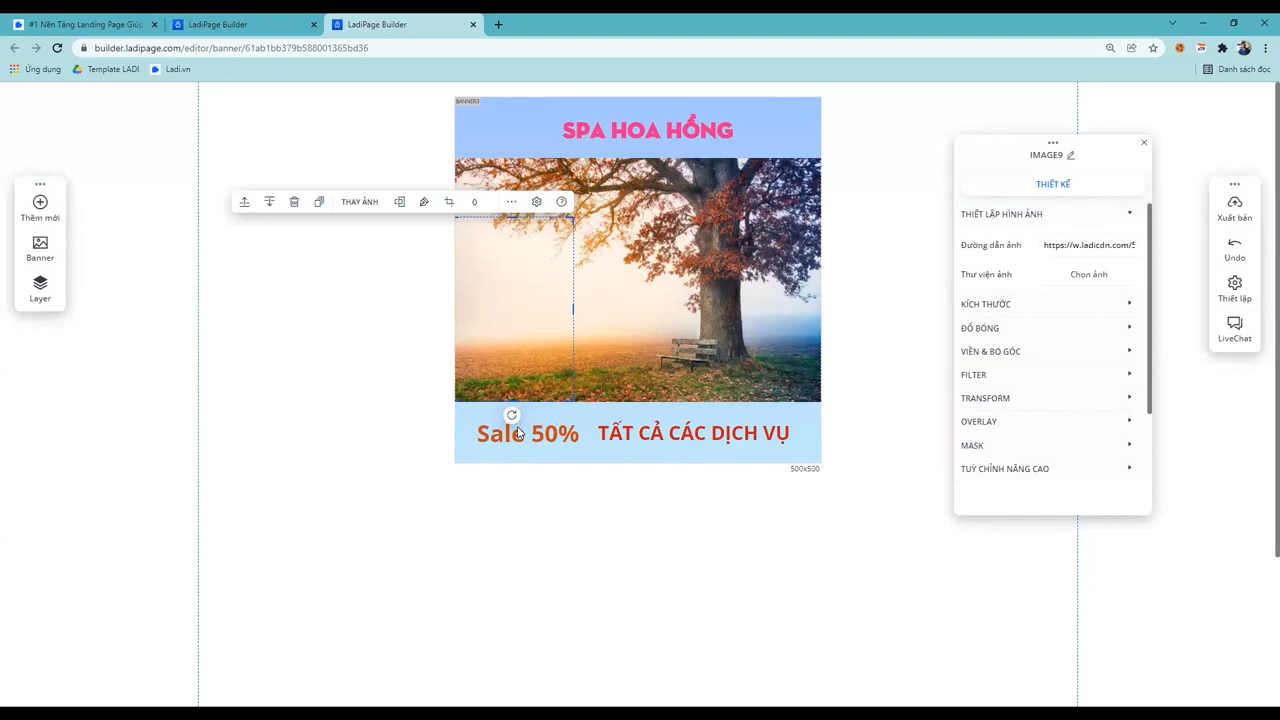 #1 Nền Tảng Landing Page Giúp
LadiPage Builder
LadiPage Builder
builder.ladipage.com/editor/banner/61ab1bb379b588001365bd36
Ứng dụng
Template LADI
Ladi.vn
Danh sách đọc
BANNER3
SPA HOA HỒNG
IMAGE9
THIẾT KẾ
THIẾT LẬP HÌNH ẢNH
Đường dẫn ảnh
https://w.ladicdn.com/5
Thư viện ảnh
Chọn ảnh
KÍCH THƯỚC
ĐỔ BÓNG
VIỀN & BO GÓC
FILTER
TRANSFORM
OVERLAY
MASK
TUỲ CHỈNH NÂNG CAO
Thêm mới
Banner
Layer
THAY ẢNH
0
Xuất bản
Undo
Thiết lập
LiveChat
Sale 50%
TẤT CẢ CÁC DỊCH VỤ
500x500